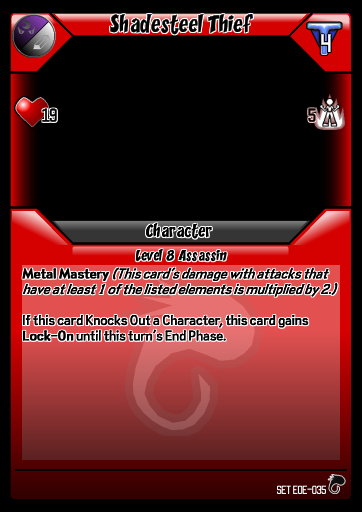 Shadesteel Thief
4
19
5
Character
Level 8 Assassin
Metal Mastery (This card's damage with attacks that
have at least 1 of the listed elements is multiplied by 2.)
If this card Knocks Out a Character, this card gains
Lock-On until this turn's End Phase.
SET EOE-035